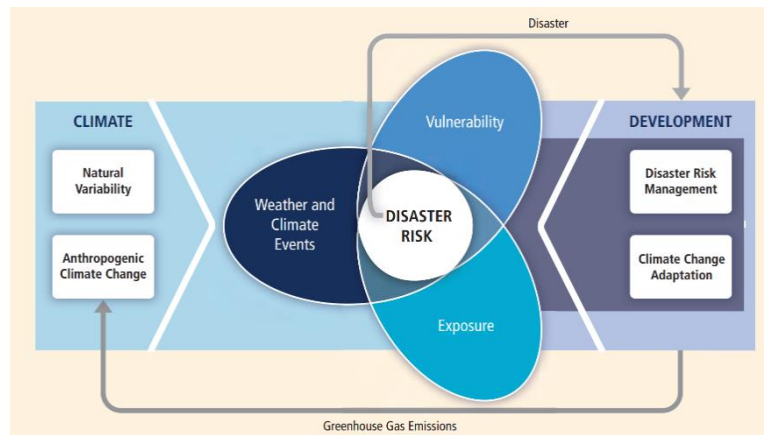 Disaster
CLIMATE
Natural
Variability
Anthropogenic
Climate Change
Vulnerability
Weather and
Climate
Events
DISASTER
RISK
Exposure
DEVELOPMENT
Disaster Risk
Management
Climate Change
Adaptation
Greenhouse Gas Emissions